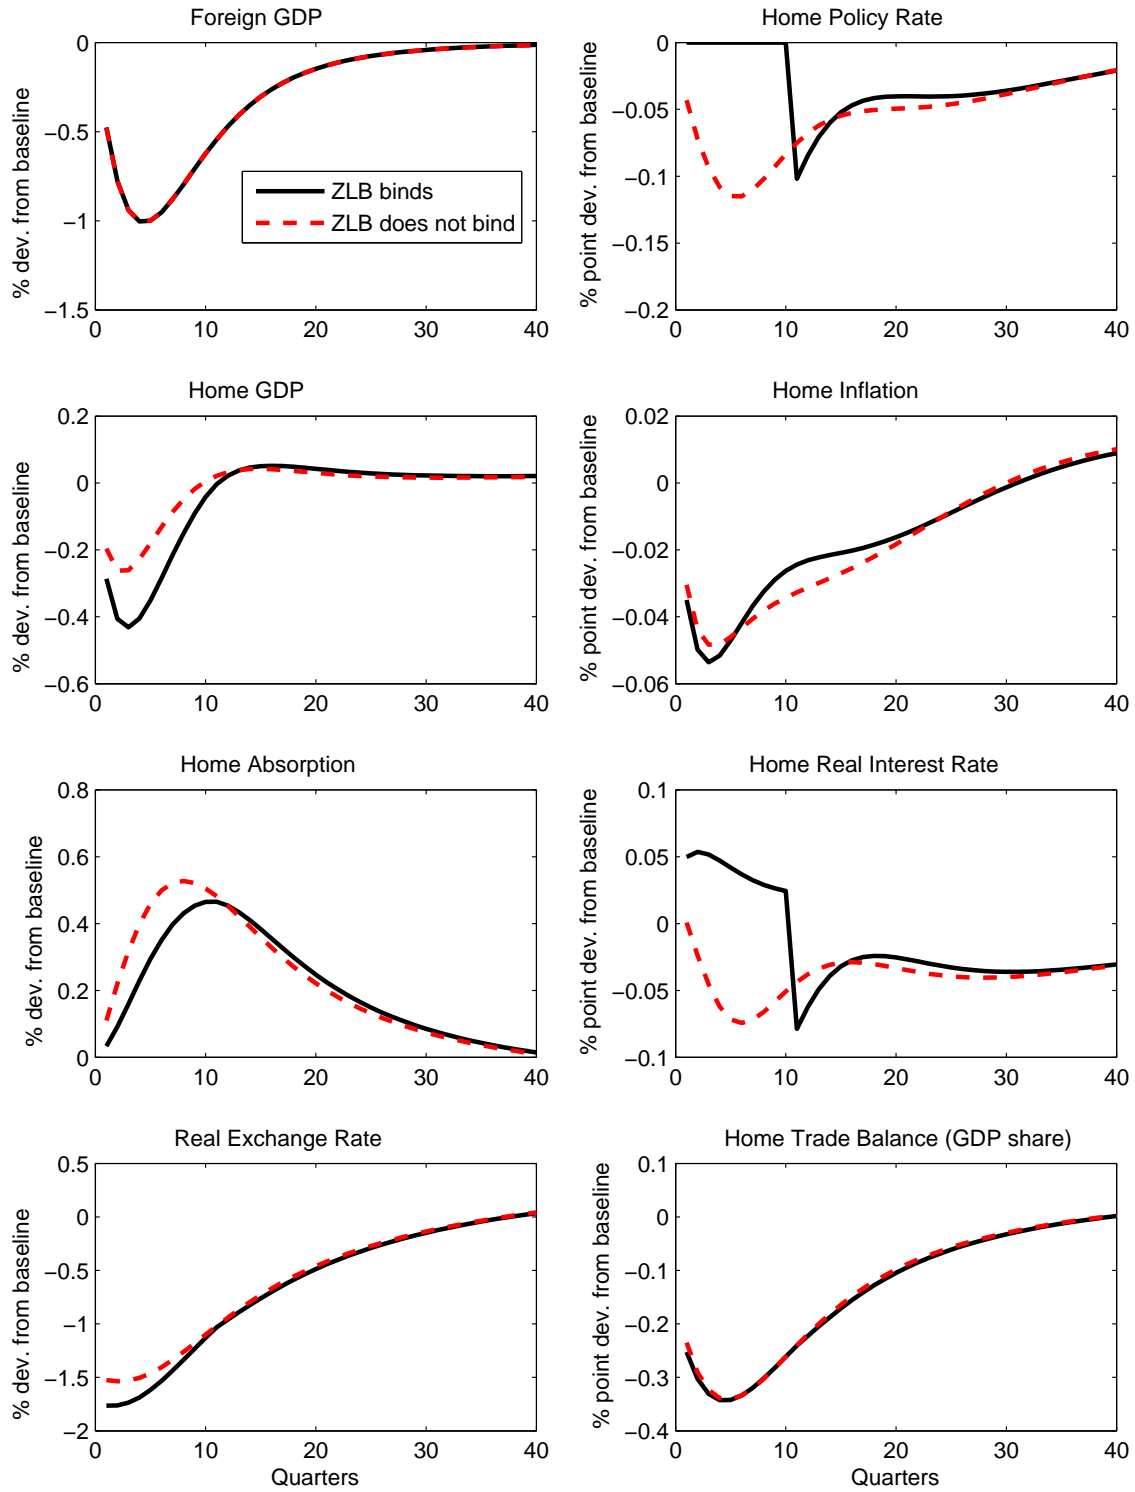 Foreign GDP
% dev. from baseline
0
−0.5
−1
−1.5
0 10 20 30 40
ZLB binds
ZLB does not bind
Home Policy Rate
% point dev. from baseline
0
−0.05
−0.1
−0.15
−0.2
0 10 20 30 40
Home GDP
% dev. from baseline
0.2
0
−0.2
−0.4
−0.6
0 10 20 30 40
Home Inflation
% point dev. from baseline
0.02
0
−0.02
−0.04
−0.06
0 10 20 30 40
Home Absorption
% dev. from baseline
0.8
0.6
0.4
0.2
0
0 10 20 30 40
Home Real Interest Rate
% point dev. from baseline
0.1
0.05
0
−0.05
−0.1
0 10 20 30 40
Real Exchange Rate
% dev. from baseline
0.5
0
−0.5
−1
−1.5
−2
0 10 20 30 40
Quarters
Home Trade Balance (GDP share)
% point dev. from baseline
0.1
0
−0.1
−0.2
−0.3
−0.4
0 10 20 30 40
Quarters